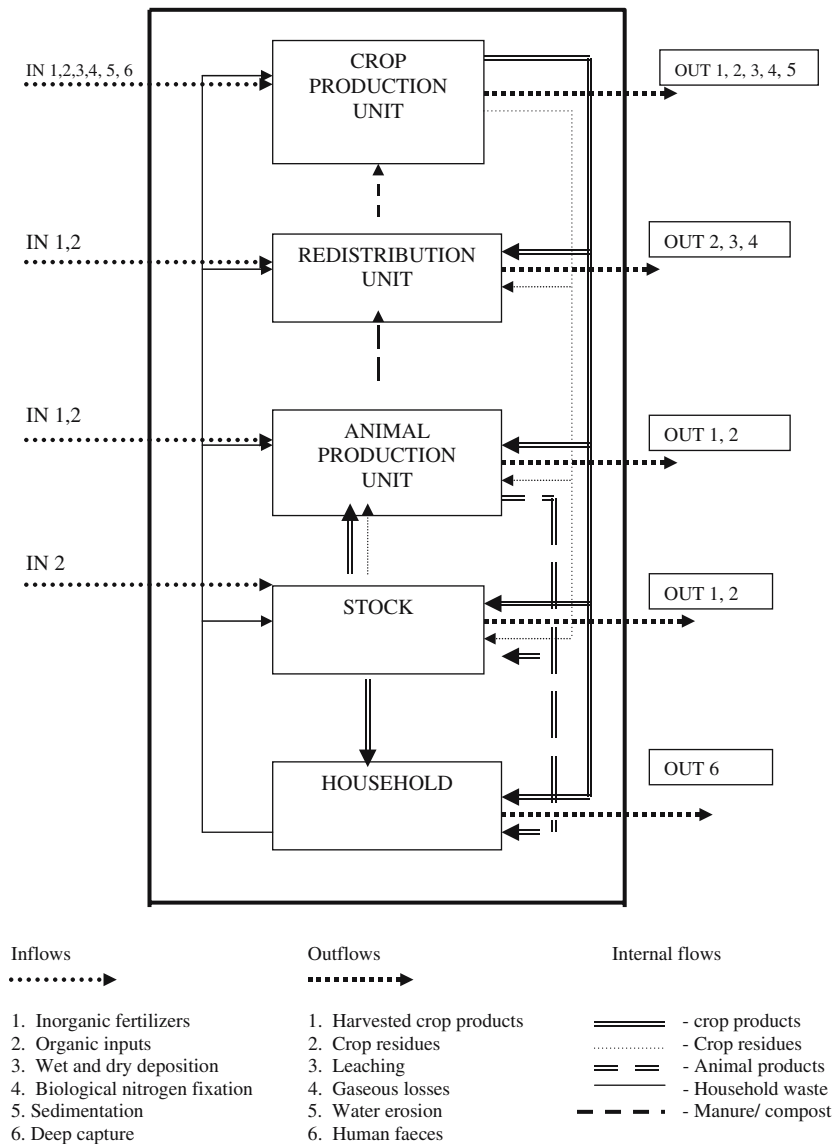 CROP
PRODUCTION
UNIT
IN 1,2,3,4, 5, 6
OUT 1, 2, 3, 4, 5
IN 1,2
REDISTRIBUTION
UNIT
OUT 2, 3, 4
IN 1,2
ANIMAL
PRODUCTION
UNIT
OUT 1, 2
IN 2
STOCK
OUT 1, 2
HOUSEHOLD
OUT 6
Inflows
1. Inorganic fertilizers
2. Organic inputs
3. Wet and dry deposition
4. Biological nitrogen fixation
5. Sedimentation
6. Deep capture
Outflows
1. Harvested crop products
2. Crop residues
3. Leaching
4. Gaseous losses
5. Water erosion
6. Human faeces
Internal flows
- crop products
- Crop residues
- Animal products
- Household waste
- Manure/ compost